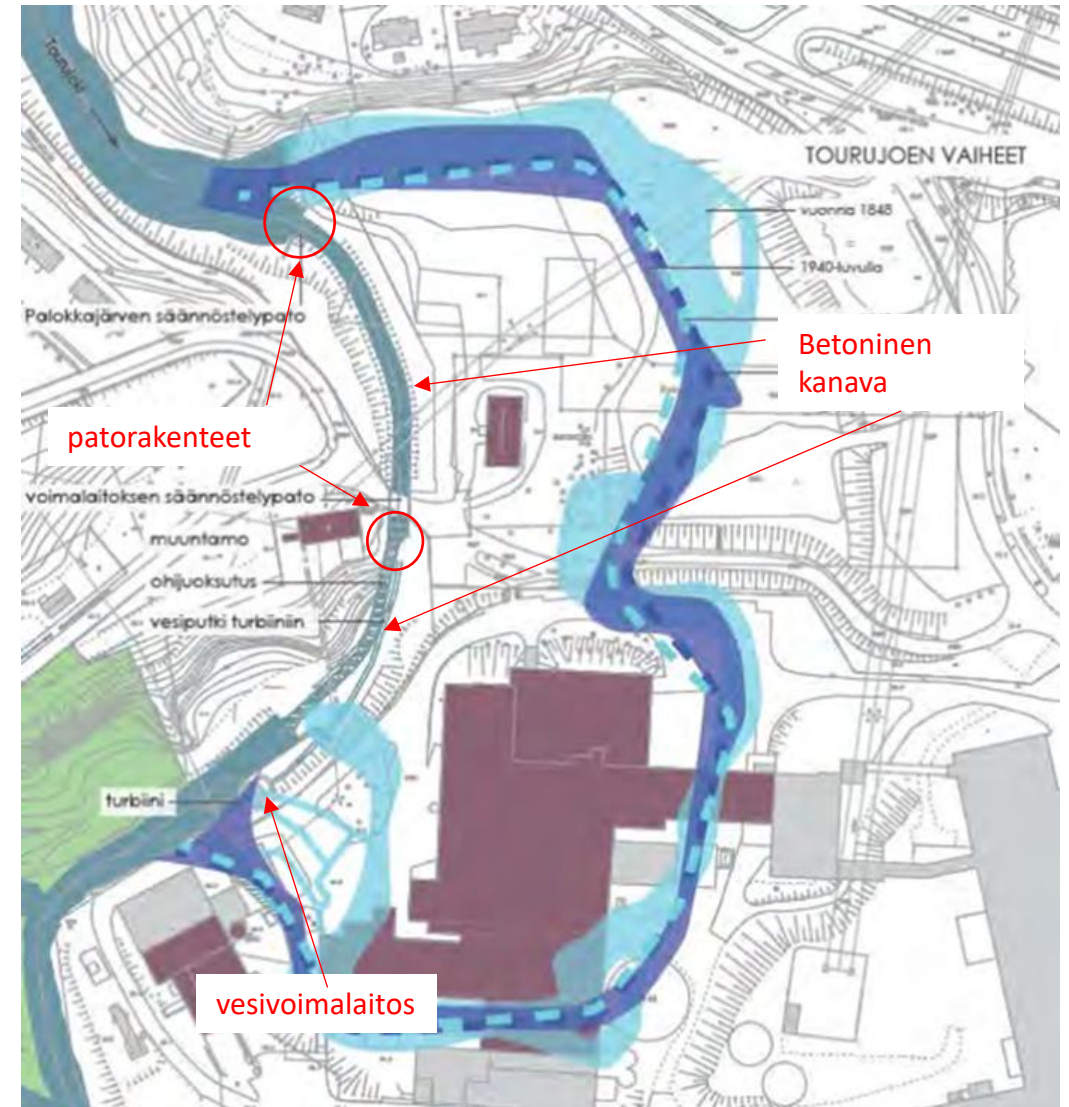 Tourujoki
TOURUJOEN VAIHEET
vuonna 1848
1940-luvulla
Palokkajärven säännöstelypato
Betoninen
kanava
patorakenteet
voimalaitoksen säännöstelypato
muuntamo
ohijuoksutus
vesiputki turbiiniin
turbiini
vesivoimalaitos